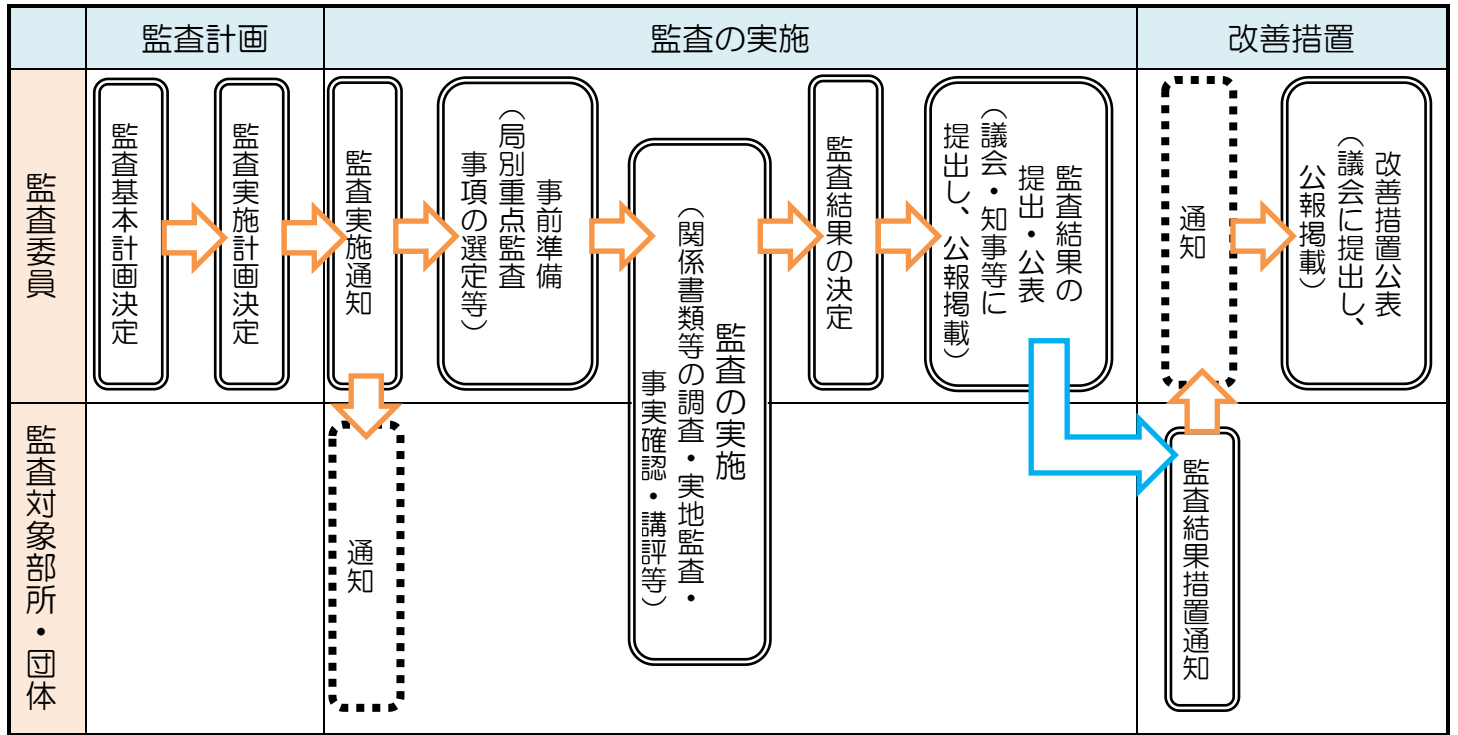 監査計画
監査の実施
改善措置
監査委員
監査基本計画決定
監査実施計画決定
監査実施通知
事前準備
（局別重点監査
事項の選定等）
監査の実施
（関係書類等の調査・実地監査・
事実確認・講評等）
監査結果の決定
監査結果の
提出・公表
（議会・知事等に
提出し、公報掲載）
通知
改善措置公表
（議会に提出し、
公報掲載）
監査対象部所・団体
通知
監査結果措置通知